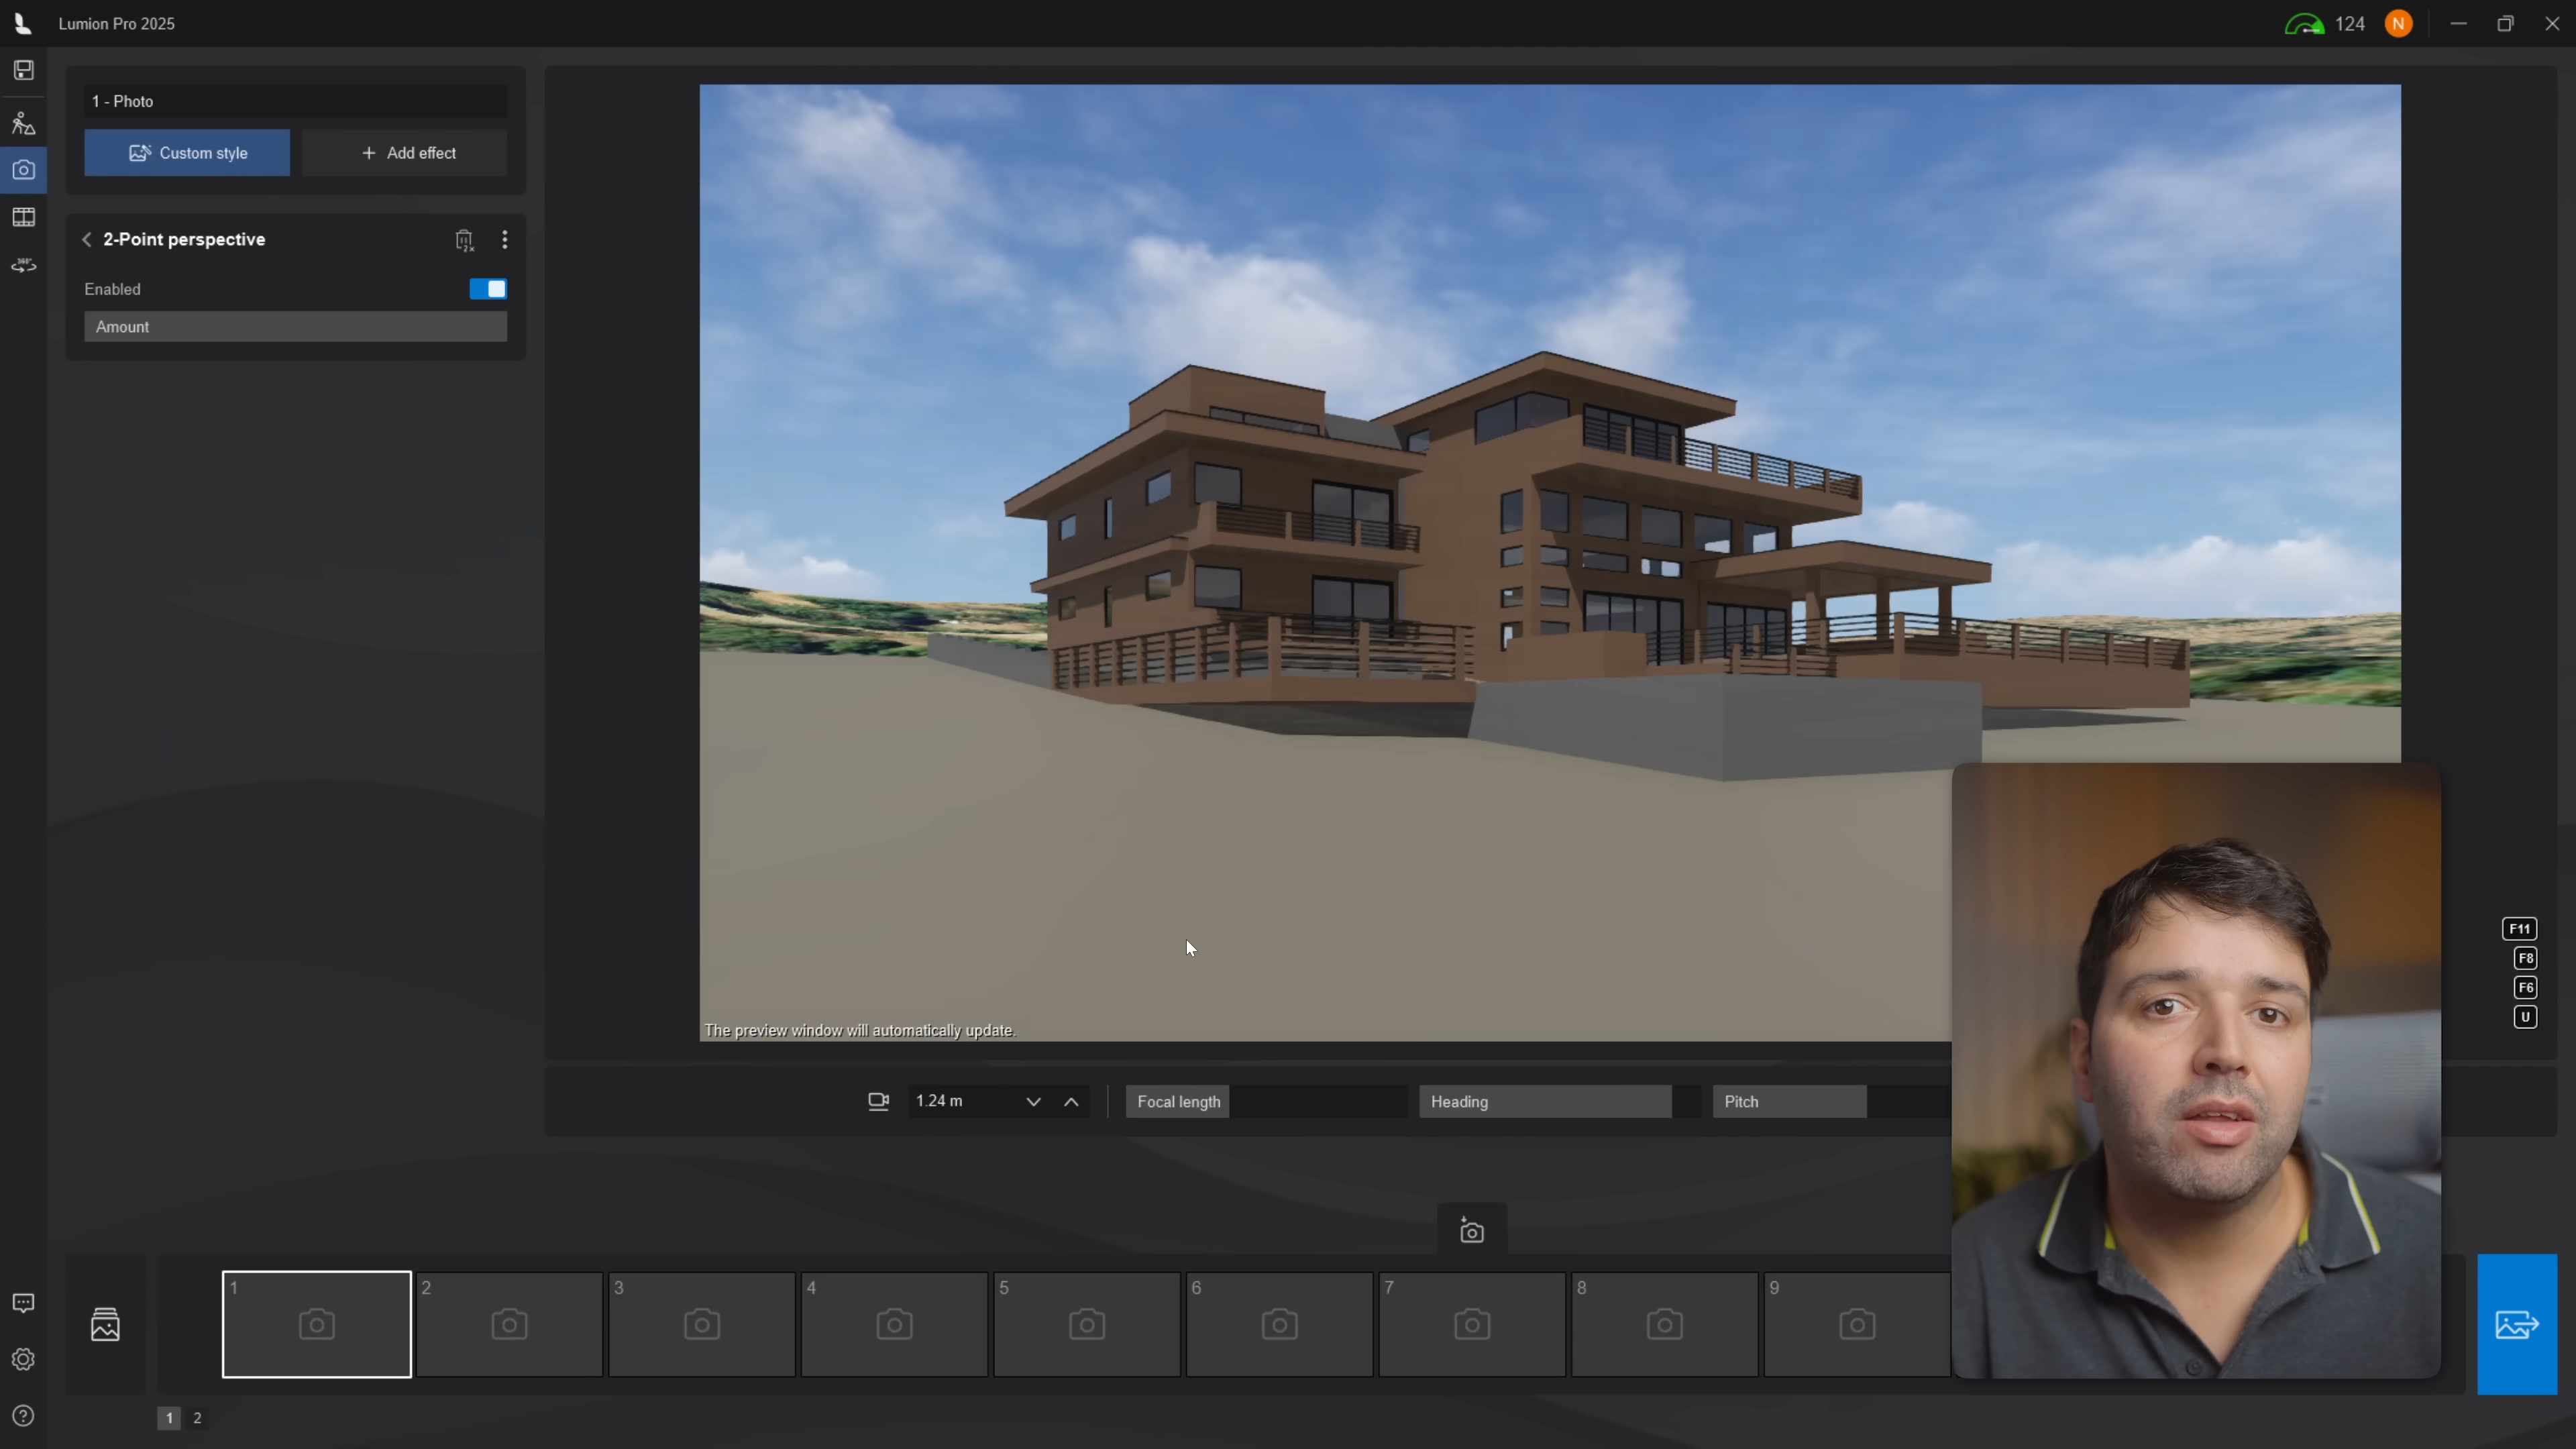 Lumion Pro 2025
124
N
1 - Photo
Custom style
+ Add effect
2-Point perspective
Enabled
Amount
The preview window will automatically update.
F11
F8
F6
U
1.24 m
Focal length
Heading
Pitch
1
2
3
4
5
6
7
8
9
1
2